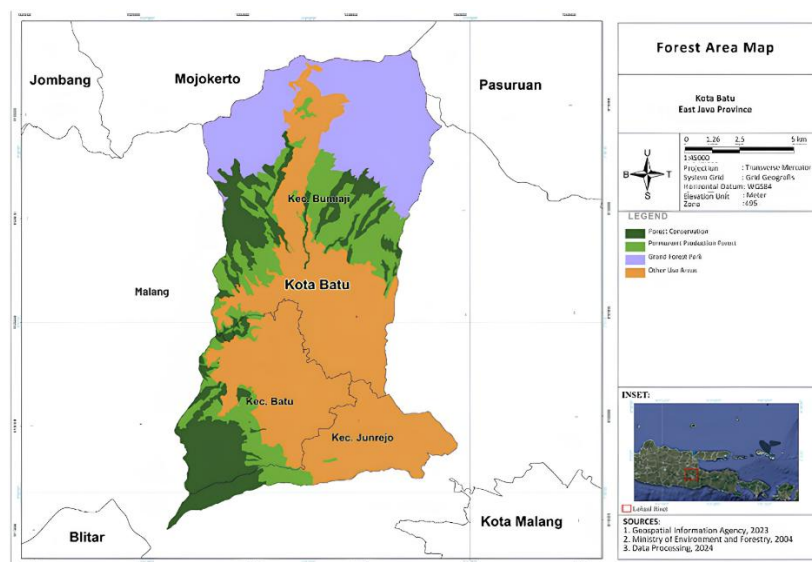 Jombang
Mojokerto
Pasuruan
Kec. Bumiaji
Kota Batu
Malang
Kec. Batu
Kec. Junrejo
Blitar
Kota Malang
Forest Area Map
Kota Batu
East Java Province
U
B T
S
0 1.26 2.5 5 km
1:45000
Projection : Transverse Mercator
System Grid : Grid Geografis
Horizontal Datum: WGS84
Elevation Unit : Meter
Zone : 49S
LEGEND
Forest Conservation
Permanent Production Forest
Grand Forest Park
Other Use Areas
INSET:
SOURCES:
1. Geospatial Information Agency, 2023
2. Ministry of Environment and Forestry, 2004
3. Data Processing, 2024